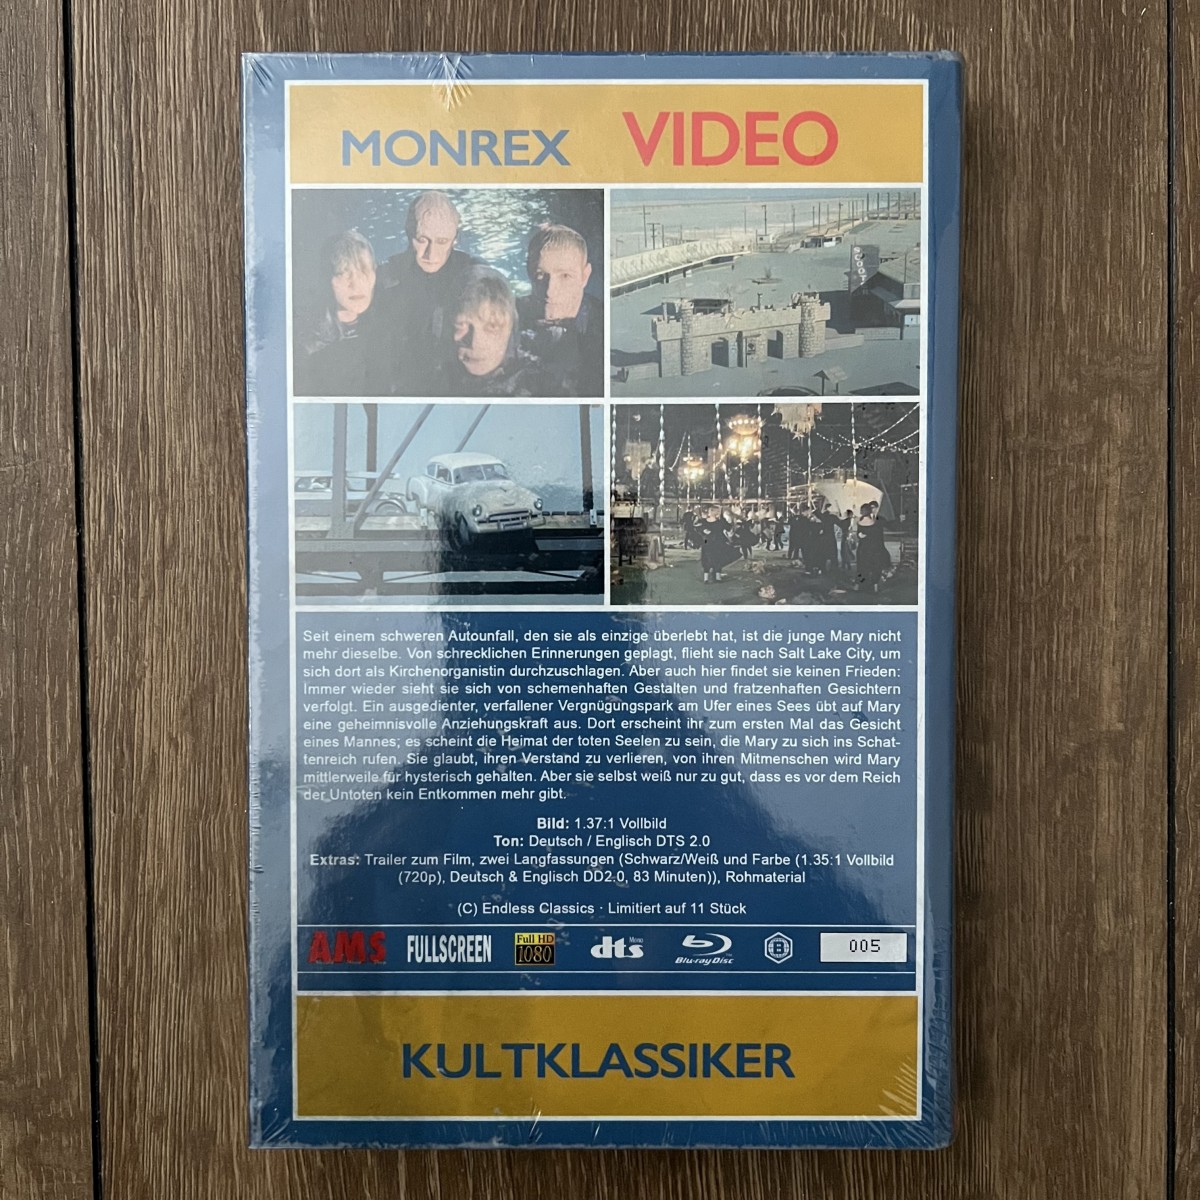 MONREX VIDEO
Seit einem schweren Autounfall, den sie als einzige überlebt hat, ist die junge Mary nicht
mehr dieselbe. Von schrecklichen Erinnerungen geplagt, flieht sie nach Salt Lake City, um
sich dort als Kirchenorganistin durchzuschlagen. Aber auch hier findet sie keinen Frieden:
Immer wieder sieht sie sich von schemenhaften Gestalten und fratzenhaften Gesichtern
verfolgt. Ein ausgedienter, verfallener Vergnügungspark am Ufer eines Sees übt auf Mary
eine geheimnisvolle Anziehungskraft aus. Dort erscheint ihr zum ersten Mal das Gesicht
eines Mannes; es scheint die Heimat der toten Seelen zu sein, die Mary zu sich ins Schat-
tenreich rufen. Sie glaubt, ihren Verstand zu verlieren, von ihren Mitmenschen wird Mary
mittlerweile für hysterisch gehalten. Aber sie selbst weiß nur zu gut, dass es vor dem Reich
der Untoten kein Entkommen mehr gibt.
Bild: 1.37:1 Vollbild
Ton: Deutsch / Englisch DTS 2.0
Extras: Trailer zum Film, zwei Langfassungen (Schwarz/Weiß und Farbe (1.35:1 Vollbild
(720p), Deutsch & Englisch DD2.0, 83 Minuten)), Rohmaterial
(C) Endless Classics · Limitiert auf 11 Stück
AMS FULLSCREEN Full HD 1080 dts Menu Blu-ray Disc B 005
KULTKLASSIKER